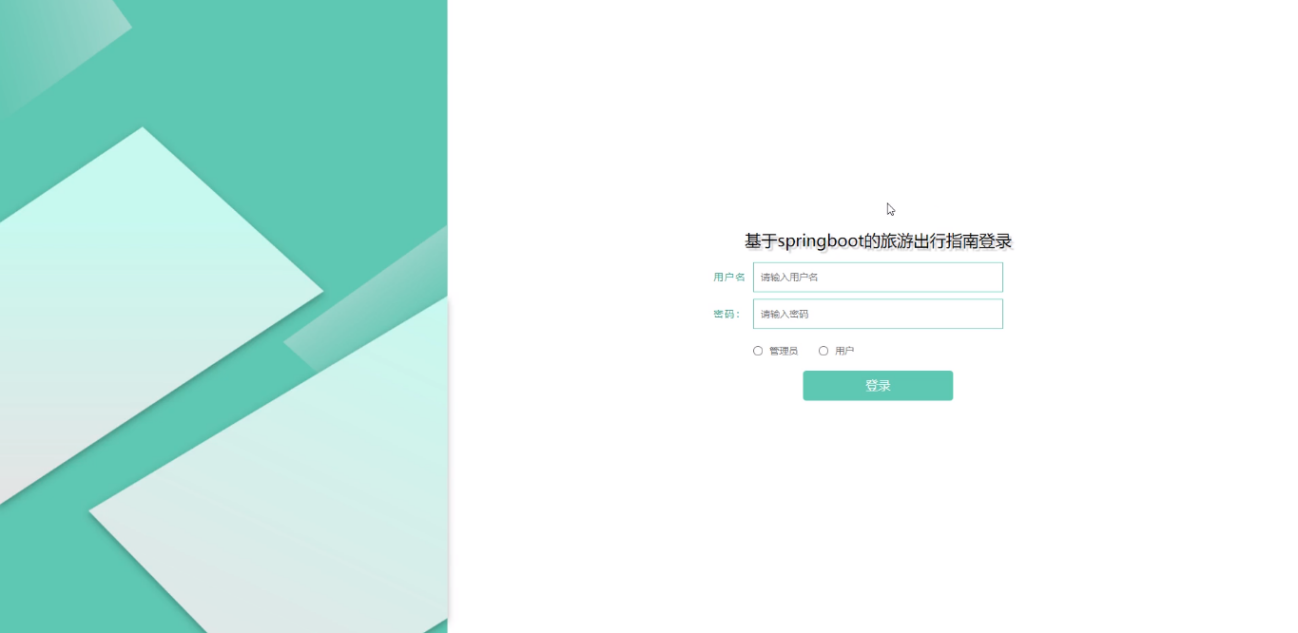 基于springboot的旅游出行指南登录
用户名 请输入用户名
密码： 请输入密码
管理员 用户
登录